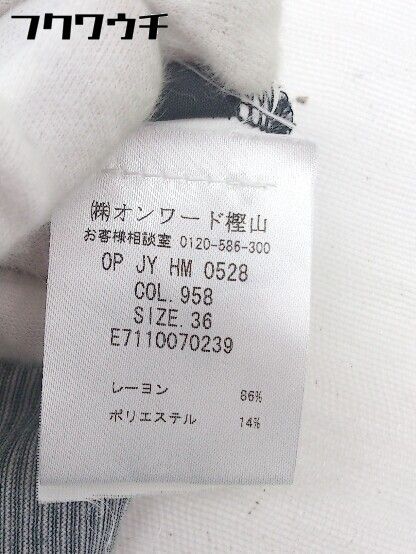 フクワウチ
㈱オンワード樫山
お客様相談室 0120-586-300
OP JY HM 0528
COL.958
SIZE.36
E7110070239
レーヨン 86%
ポリエステル 14%